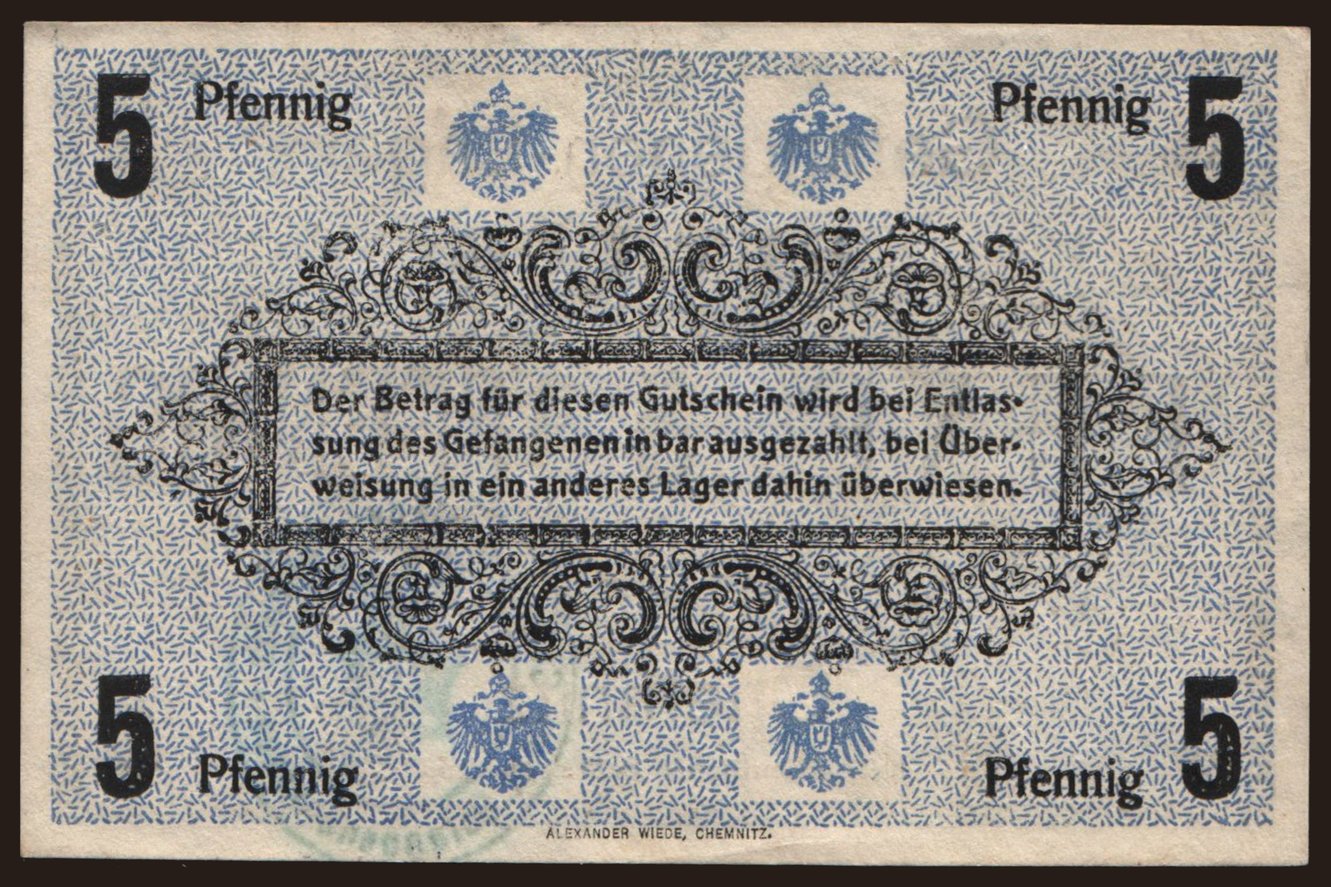 5 Pfennig Pfennig 5
Der Betrag für diesen Gutschein wird bei Entlas-
sung des Gefangenen in bar ausgezahlt, bei Über-
weisung in ein anderes Lager dahin überwiesen.
5 Pfennig Pfennig 5
ALEXANDER WIEDE, CHEMNITZ.